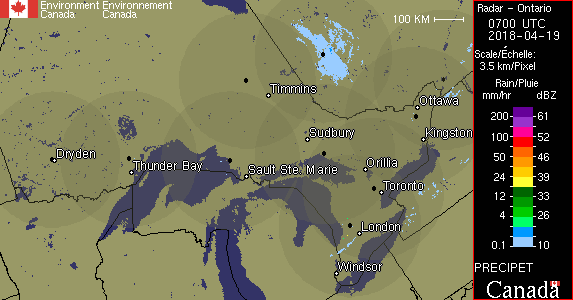 Environment Environnement
Canada Canada
100 KM
Timmins
Ottawa
Sudbury
Kingston
Dryden
Thunder Bay
Sault Ste. Marie
Orillia
Toronto
London
Windsor
Radar - Ontario
0700 UTC
2018-04-19
Scale/Échelle:
3.5 km/Pixel
Rain/Pluie
mm/hr dBZ
200 61
100 52
50 46
24 39
12 33
4 26
0.1 10
PRECIPET
Canada